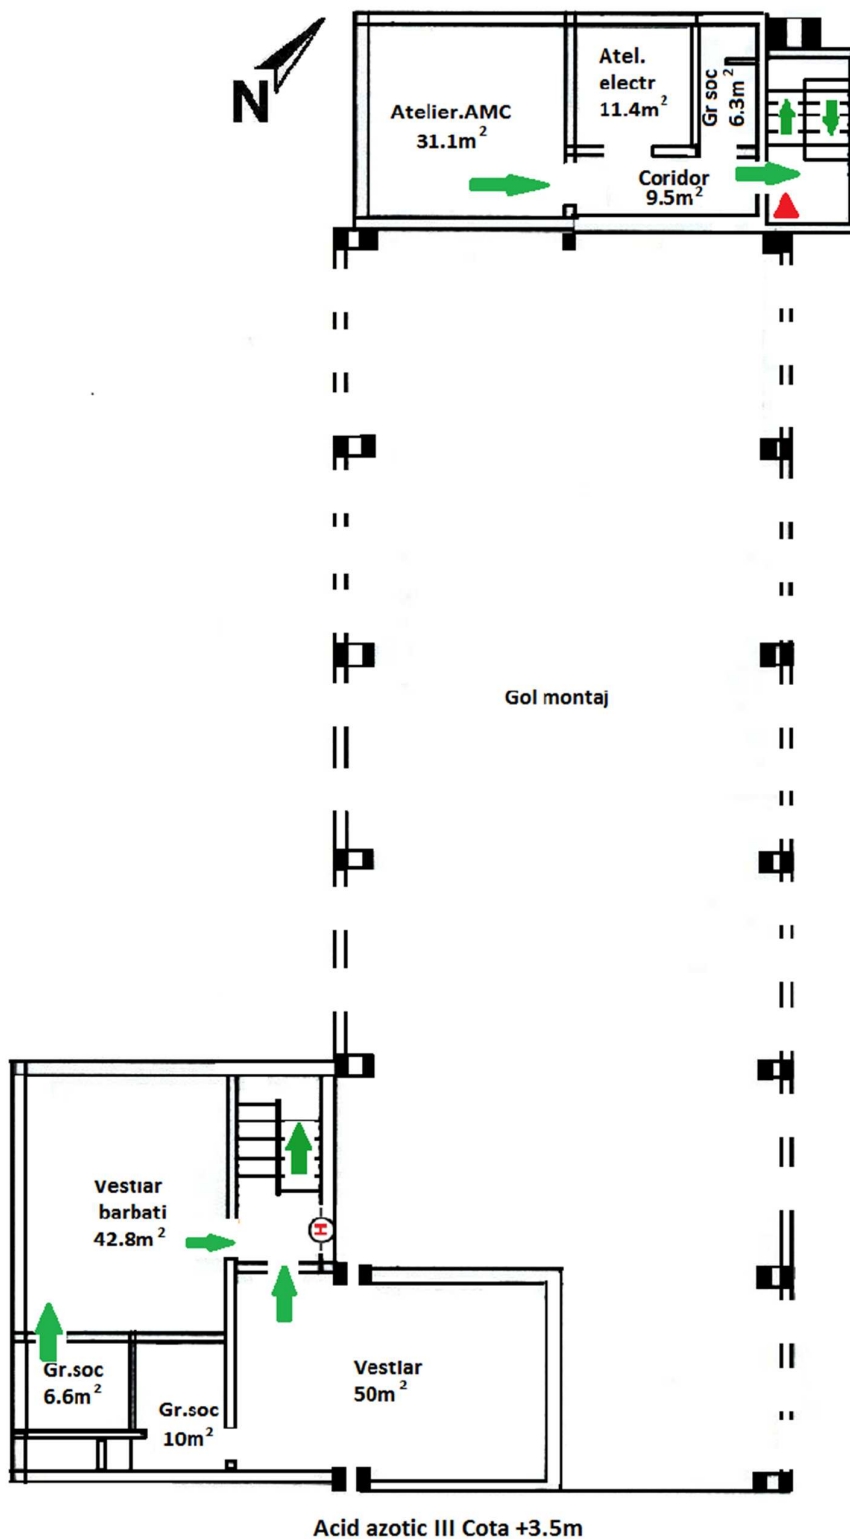 N
Atelier.AMC
31.1m²
Atel.
electr
11.4m²
Gr soc
6.3m²
Coridor
9.5m²
Gol montaj
Vestiar
barbati
42.8m²
H
Gr.soc
6.6m²
Gr.soc
10m²
Vestiar
50m²
Acid azotic III Cota +3.5m